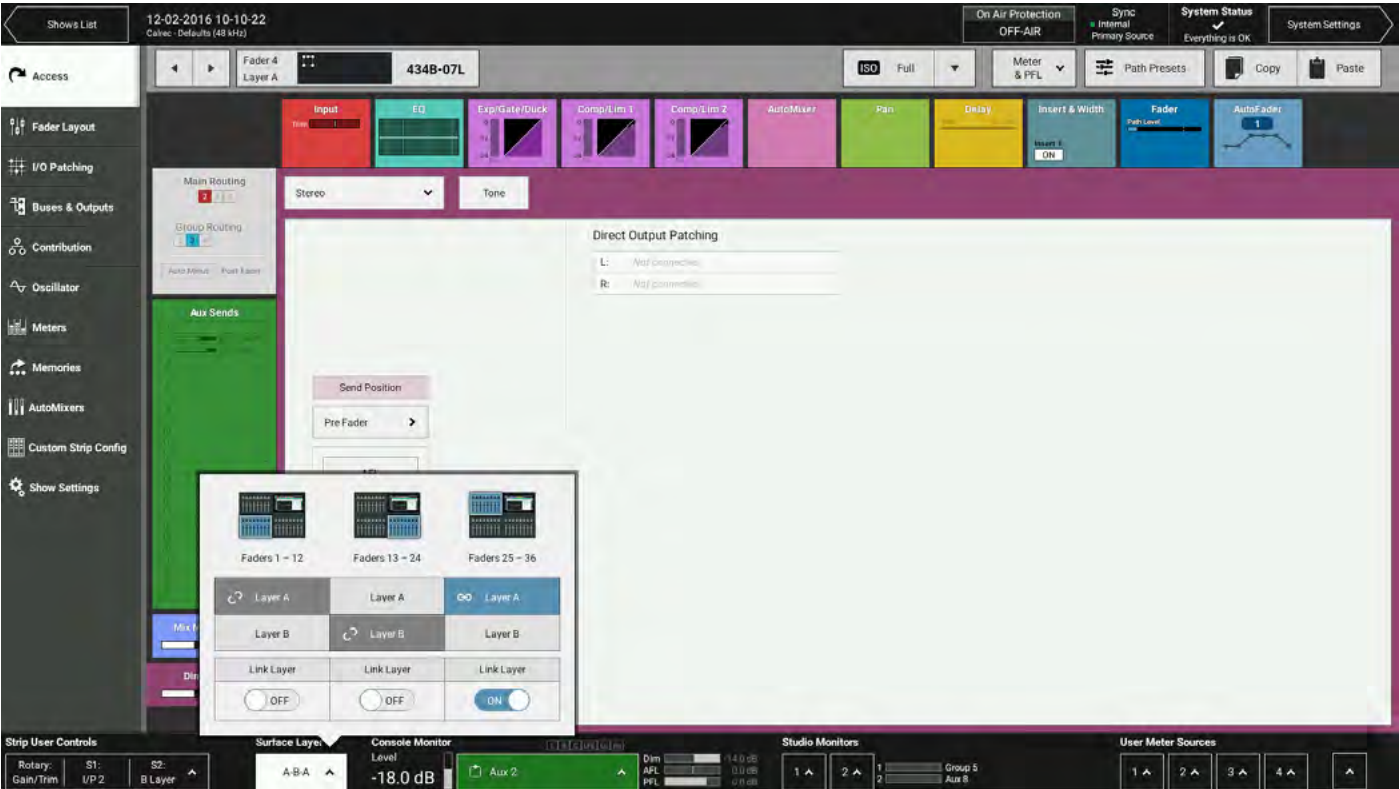 Shows List
12-02-2016 10-10-22
Calrec - Defaults (48 kHz)
On Air Protection
OFF-AIR
Sync
Internal
Primary Source
System Status
Everything is OK
System Settings
Access
Fader 4
Layer A
434B-07L
ISO Full
Meter
& PFL
Path Presets
Copy
Paste
Fader Layout
I/O Patching
Buses & Outputs
Contribution
Oscillator
Meters
Memories
AutoMixers
Custom Strip Config
Show Settings
Input
EQ
Exp/Gate/Duck
Comp/Lim 1
Comp/Lim 2
AutoMixer
Pan
Delay
Insert & Width
Insert 1
ON
Fader
Path Level
AutoFader
1
Main Routing
2
Group Routing
3
Auto Minus
Post Fader
Aux Sends
Stereo
Tone
Direct Output Patching
L: Not connected
R: Not connected
Send Position
Pre Fader
Faders 1 – 12
Faders 13 – 24
Faders 25 – 36
Layer A
Layer A
Layer A
Layer B
Layer B
Layer B
Link Layer
Link Layer
Link Layer
OFF
OFF
ON
Strip User Controls
Rotary:
Gain/Trim
S1:
I/P 2
S2:
B Layer
Surface Layer
A-B-A
Console Monitor
Level
-18.0 dB
Aux 2
Dim
AFL
PFL
Studio Monitors
1
2
1 Group 5
2 Aux 8
User Meter Sources
1
2
3
4